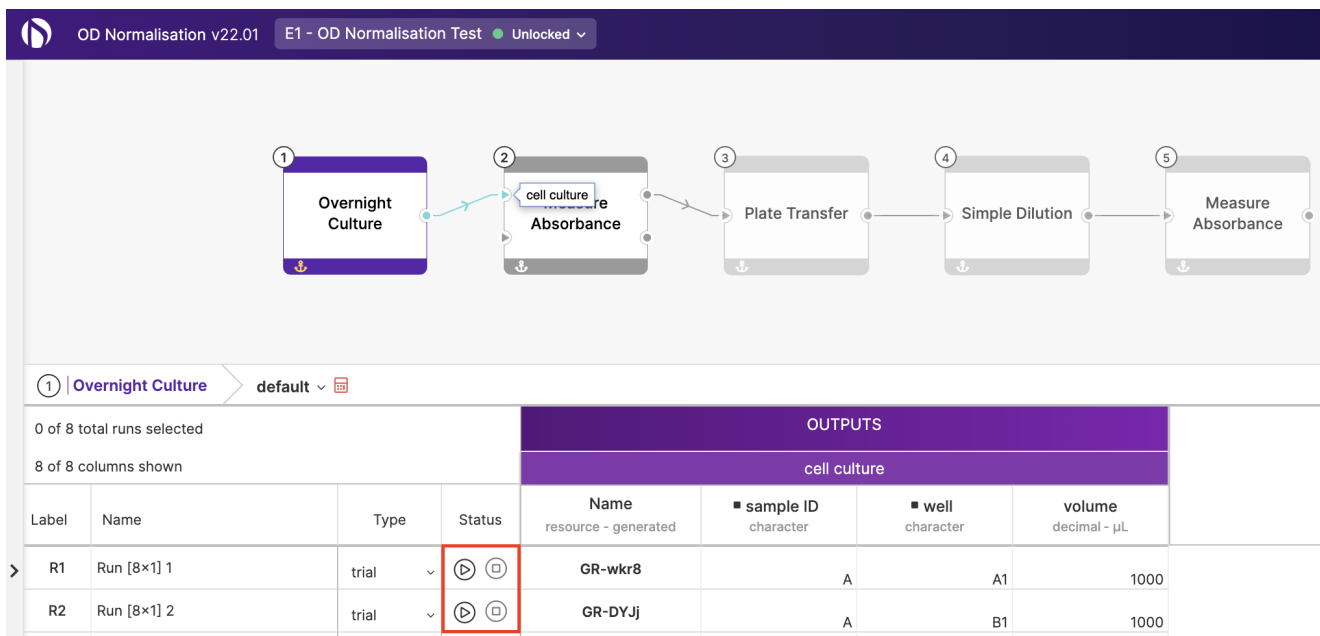 OD Normalisation v22.01 E1 - OD Normalisation Test Unlocked
1 2 3 4 5
Overnight
Culture
cell culture
Absorbance
Plate Transfer
Simple Dilution
Measure
Absorbance
1 Overnight Culture default
0 of 8 total runs selected OUTPUTS
8 of 8 columns shown cell culture
Label Name Type Status Name sample ID well volume
resource - generated character character decimal - µL
R1 Run [8×1] 1 trial GR-wkr8 A A1 1000
R2 Run [8×1] 2 trial GR-DYJj A B1 1000